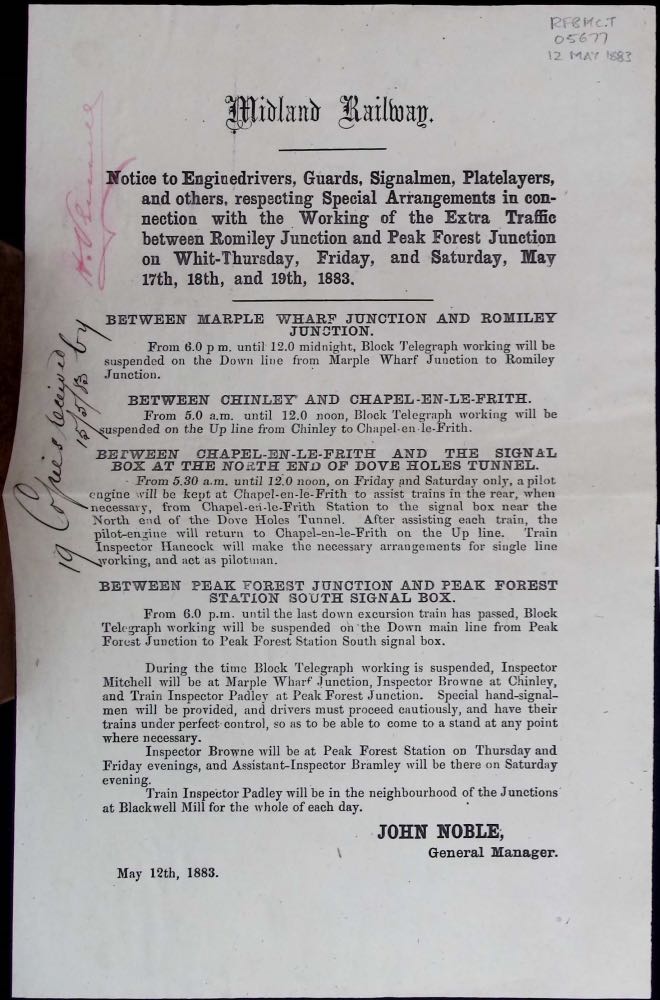 RFBMCT
05677
12 MAY 1883
Midland Railway.
Notice to Enginedrivers, Guards, Signalmen, Platelayers,
and others, respecting Special Arrangements in con-
nection with the Working of the Extra Traffic
between Romiley Junction and Peak Forest Junction
on Whit-Thursday, Friday, and Saturday, May
17th, 18th, and 19th, 1883.
BETWEEN MARPLE WHARF JUNCTION AND ROMILEY
JUNCTION.
From 6.0 p m. until 12.0 midnight, Block Telegraph working will be
suspended on the Down line from Marple Wharf Junction to Romiley
Junction.
BETWEEN CHINLEY AND CHAPEL-EN-LE-FRITH.
From 5.0 a.m. until 12.0 noon, Block Telegraph working will be
suspended on the Up line from Chinley to Chapel-en-le-Frith.
BETWEEN CHAPEL-EN-LE-FRITH AND THE SIGNAL
BOX AT THE NORTH END OF DOVE HOLES TUNNEL.
From 5.30 a.m. until 12.0 noon, on Friday and Saturday only, a pilot
engine will be kept at Chapel-en-le-Frith to assist trains in the rear, when
necessary, from Chapel-en-le-Frith Station to the signal box near the
North end of the Dove Holes Tunnel. After assisting each train, the
pilot-engine will return to Chapel-en-le-Frith on the Up line. Train
Inspector Hancock will make the necessary arrangements for single line
working, and act as pilotman.
BETWEEN PEAK FOREST JUNCTION AND PEAK FOREST
STATION SOUTH SIGNAL BOX.
From 6.0 p.m. until the last down excursion train has passed, Block
Telegraph working will be suspended on the Down main line from Peak
Forest Junction to Peak Forest Station South signal box.
During the time Block Telegraph working is suspended, Inspector
Mitchell will be at Marple Wharf Junction, Inspector Browne at Chinley,
and Train Inspector Padley at Peak Forest Junction. Special hand-signal-
men will be provided, and drivers must proceed cautiously, and have their
trains under perfect control, so as to be able to come to a stand at any point
where necessary.
Inspector Browne will be at Peak Forest Station on Thursday and
Friday evenings, and Assistant-Inspector Bramley will be there on Saturday
evening.
Train Inspector Padley will be in the neighbourhood of the Junctions
at Blackwell Mill for the whole of each day.
JOHN NOBLE,
General Manager.
May 12th, 1883.
19 Copies received
15/5/83 by